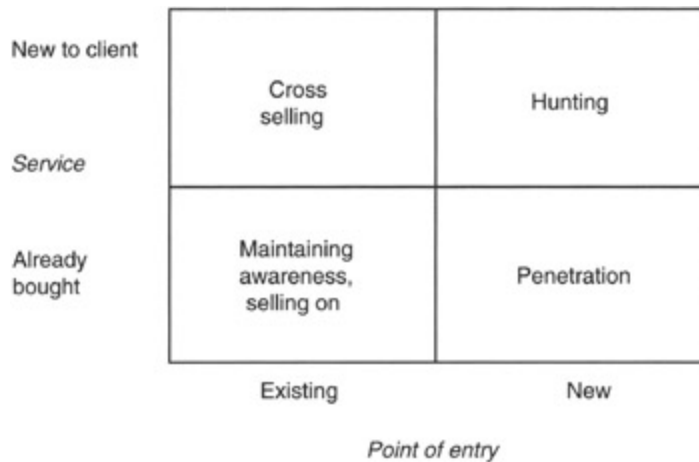 New to client
Cross
selling
Hunting
Service
Already
bought
Maintaining
awareness,
selling on
Penetration
Existing
New
Point of entry